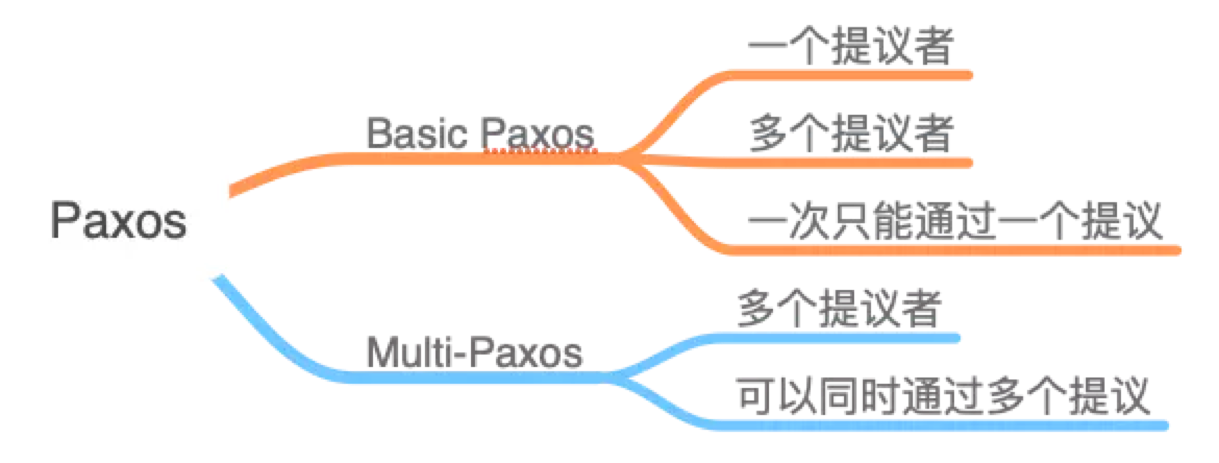 Paxos
Basic Paxos
一个提议者
多个提议者
一次只能通过一个提议
Multi-Paxos
多个提议者
可以同时通过多个提议